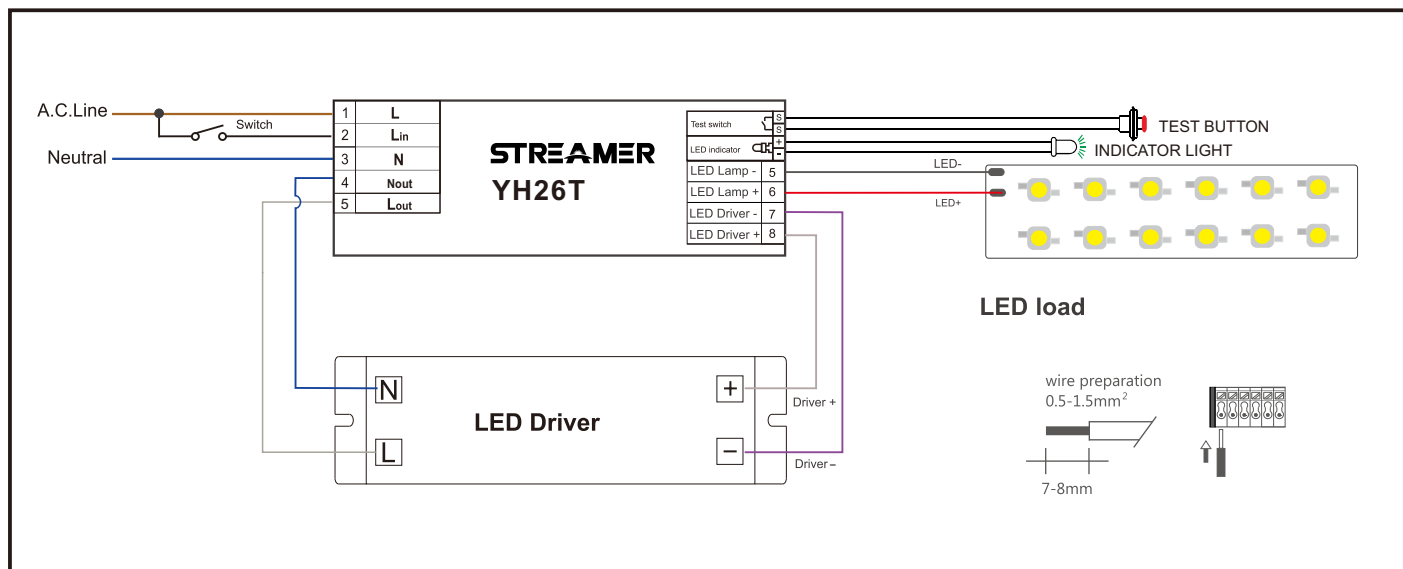 A.C.Line
Switch
Neutral
1 L
2 Lin
3 N
4 Nout
5 Lout
STREAMER
YH26T
Test switch S
S
LED indicator +
-
LED Lamp - 5
LED Lamp + 6
LED Driver - 7
LED Driver + 8
TEST BUTTON
INDICATOR LIGHT
LED-
LED+
LED load
N
L
LED Driver
+
−
Driver +
Driver −
wire preparation
0.5-1.5mm²
7-8mm